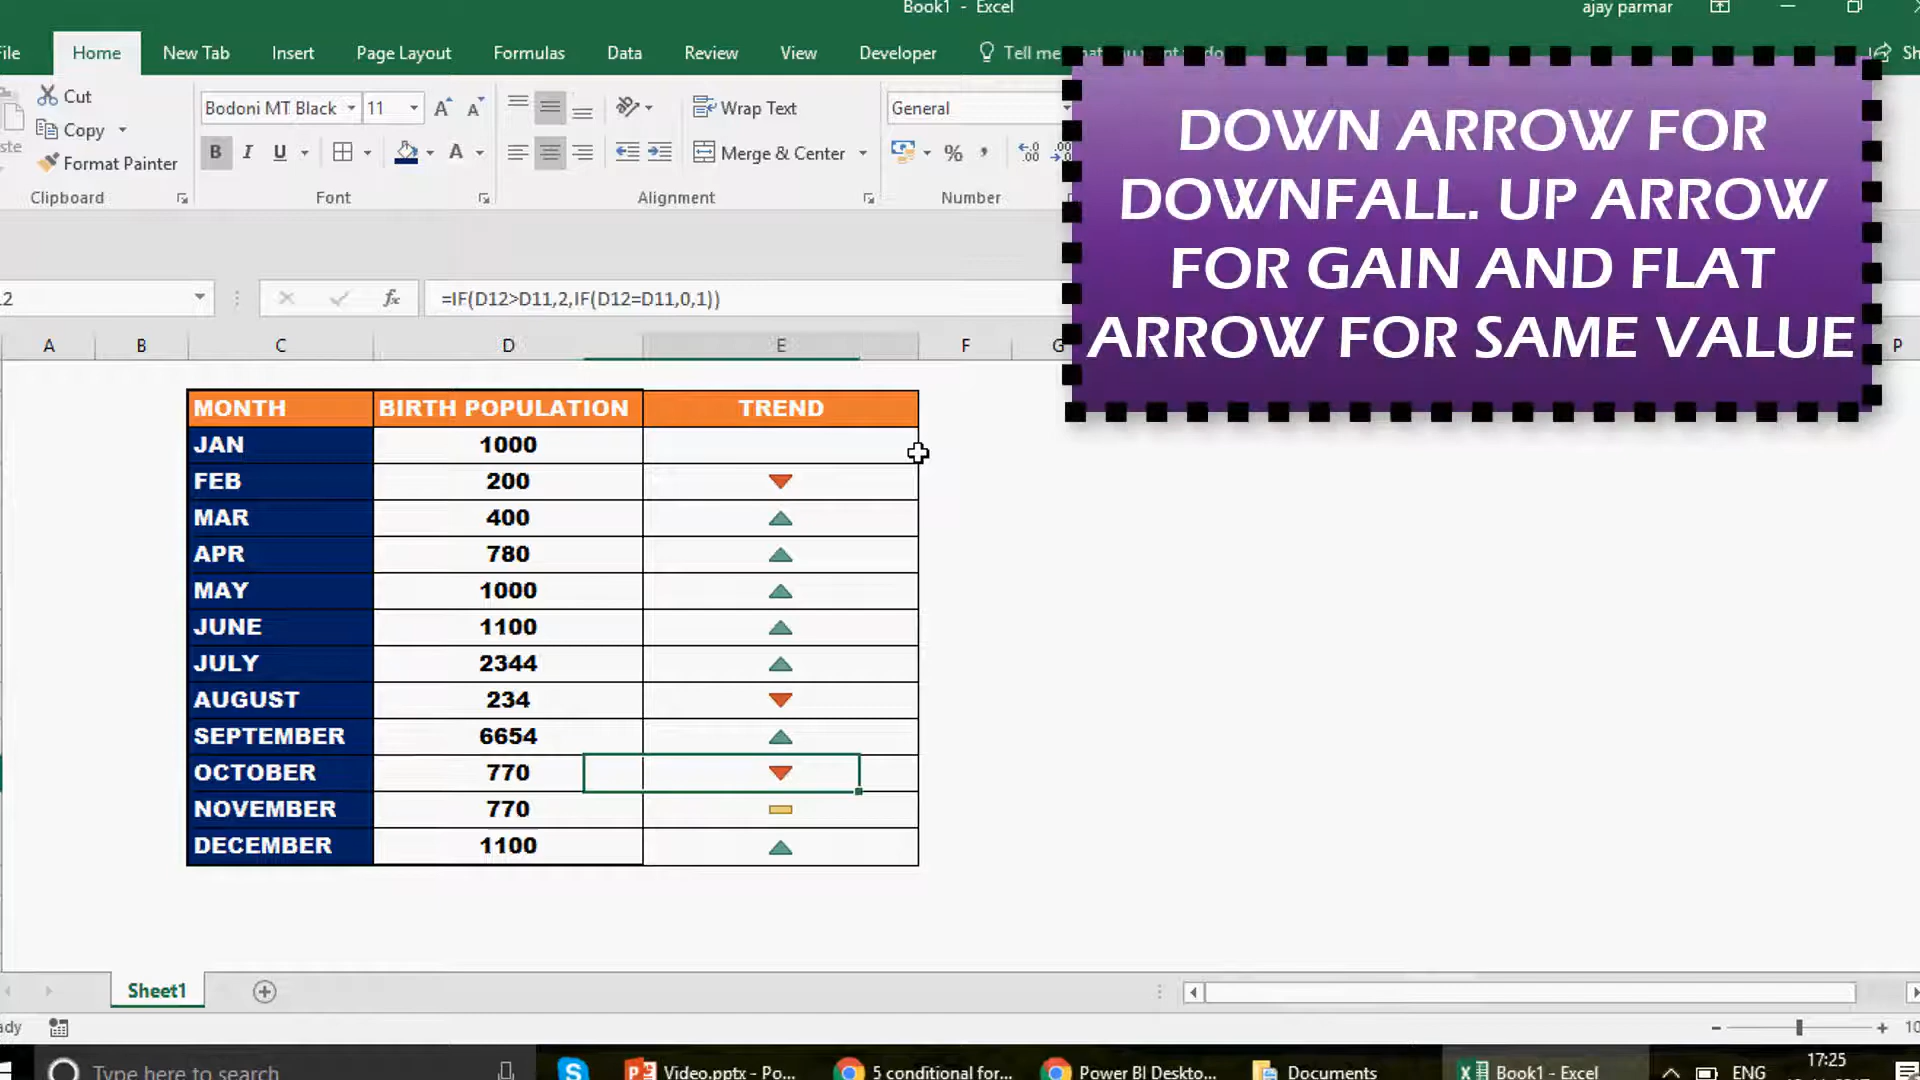 Book1 - Excel
ajay parmar
File
Home
New Tab
Insert
Page Layout
Formulas
Data
Review
View
Developer
Tell me
Cut
Copy
Format Painter
Clipboard
Bodoni MT Black
11
B I U
A
Font
Wrap Text
Merge & Center
Alignment
General
%
Number
DOWN ARROW FOR
DOWNFALL. UP ARROW
FOR GAIN AND FLAT
ARROW FOR SAME VALUE
fx
=IF(D12>D11,2,IF(D12=D11,0,1))
A B C D E F G P
MONTH BIRTH POPULATION TREND
JAN 1000
FEB 200
MAR 400
APR 780
MAY 1000
JUNE 1100
JULY 2344
AUGUST 234
SEPTEMBER 6654
OCTOBER 770
NOVEMBER 770
DECEMBER 1100
Sheet1
Type here to search
Video.pptx - Po...
5 conditional for...
Power BI Deskto...
Documents
Book1 - Excel
ENG
17:25